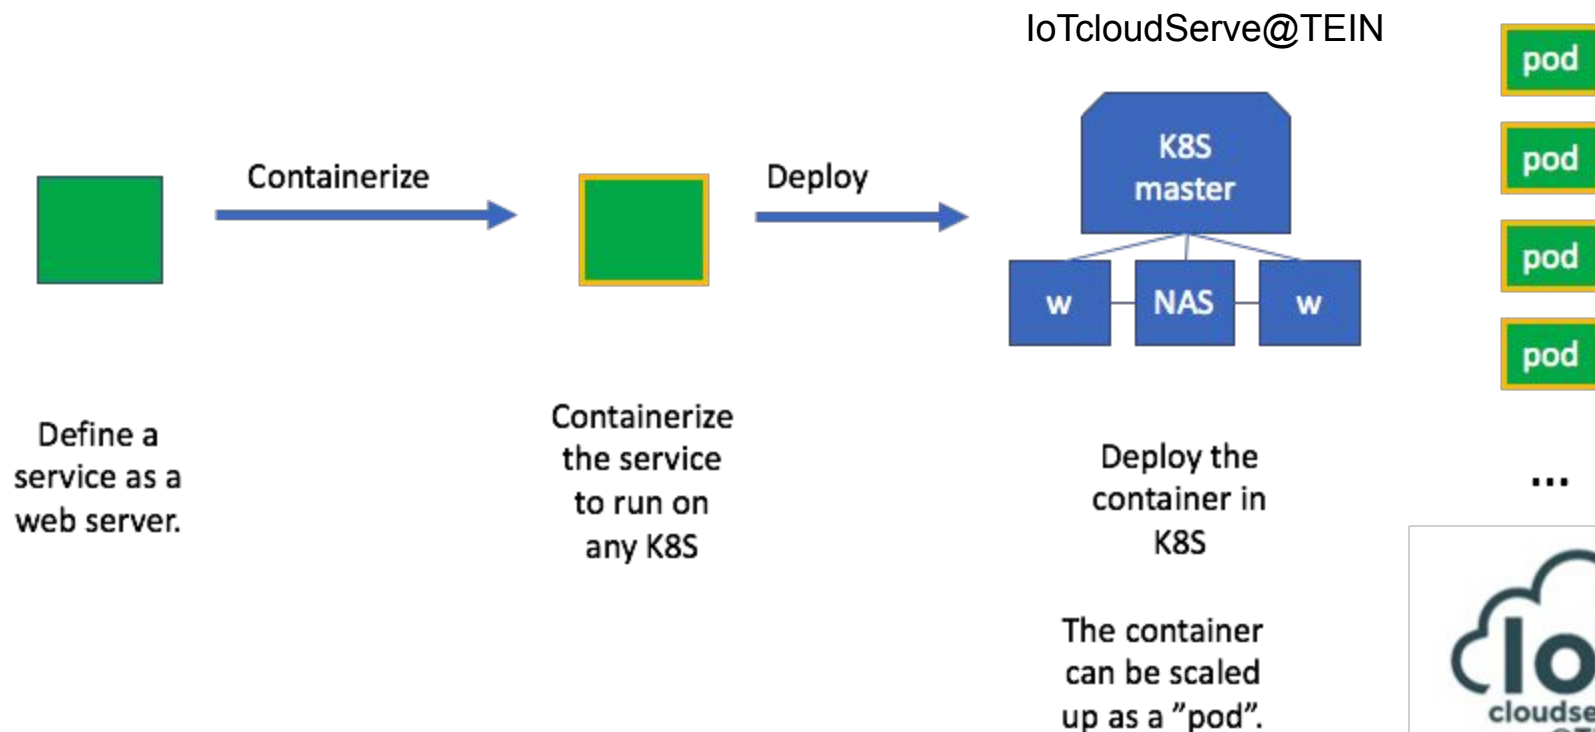 IoTcloudServe@TEIN
pod
pod
pod
pod
...
K8S
master
w
NAS
w
Containerize
Deploy
Define a
service as a
web server.
Containerize
the service
to run on
any K8S
Deploy the
container in
K8S
The container
can be scaled
up as a ”pod”.